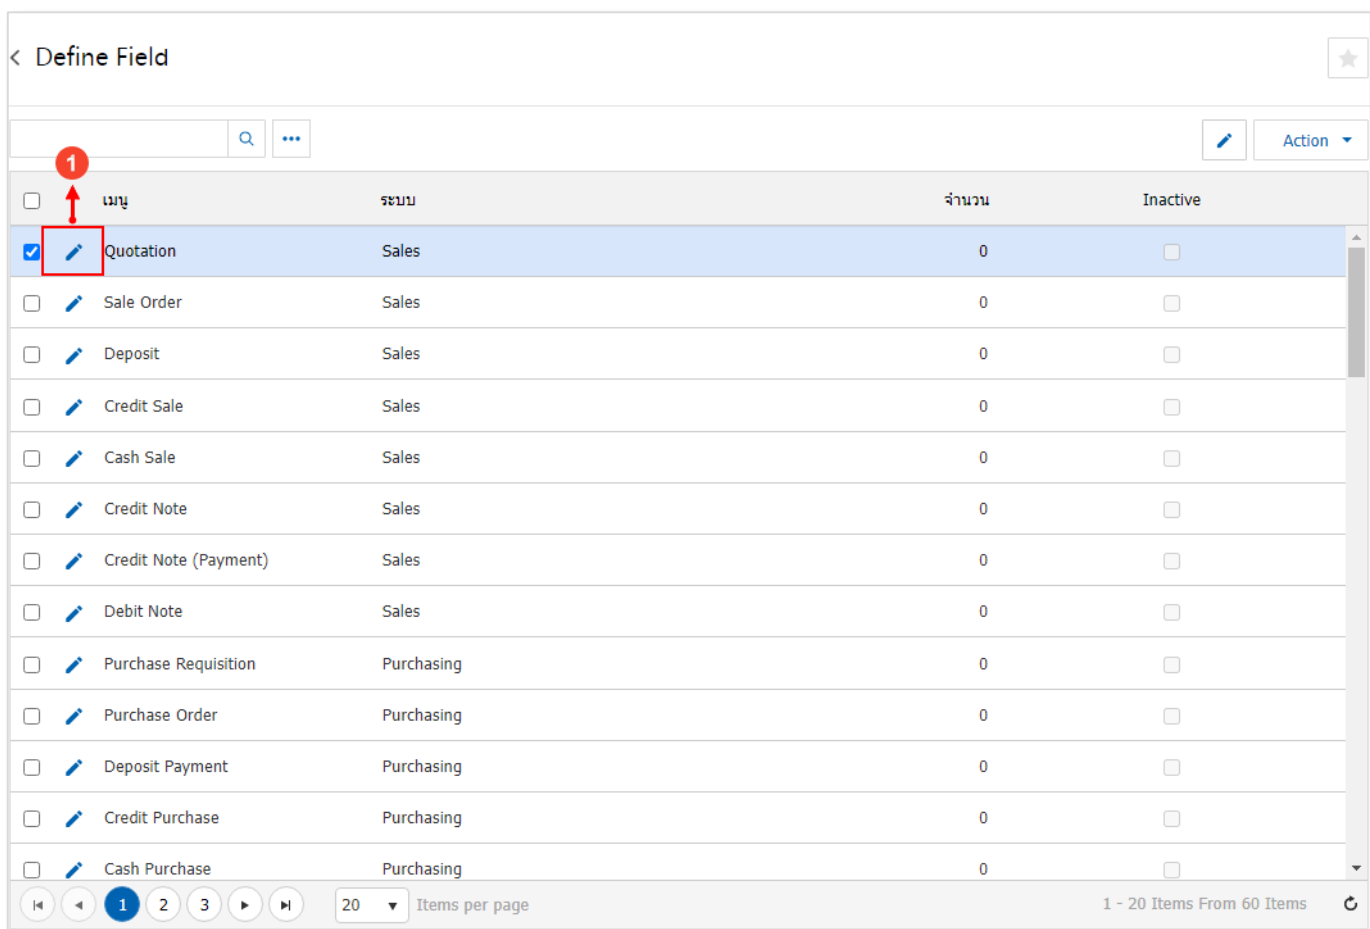 Define Field
Action
1
เมนู ระบบ จำนวน Inactive
Quotation Sales 0
Sale Order Sales 0
Deposit Sales 0
Credit Sale Sales 0
Cash Sale Sales 0
Credit Note Sales 0
Credit Note (Payment) Sales 0
Debit Note Sales 0
Purchase Requisition Purchasing 0
Purchase Order Purchasing 0
Deposit Payment Purchasing 0
Credit Purchase Purchasing 0
Cash Purchase Purchasing 0
1 2 3 20 Items per page 1 - 20 Items From 60 Items